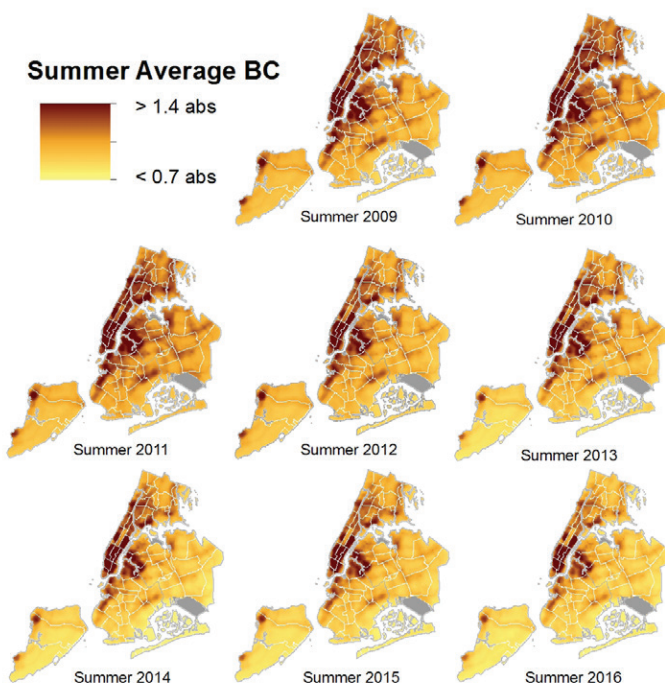 Summer Average BC
> 1.4 abs
< 0.7 abs
Summer 2009
Summer 2010
Summer 2011
Summer 2012
Summer 2013
Summer 2014
Summer 2015
Summer 2016